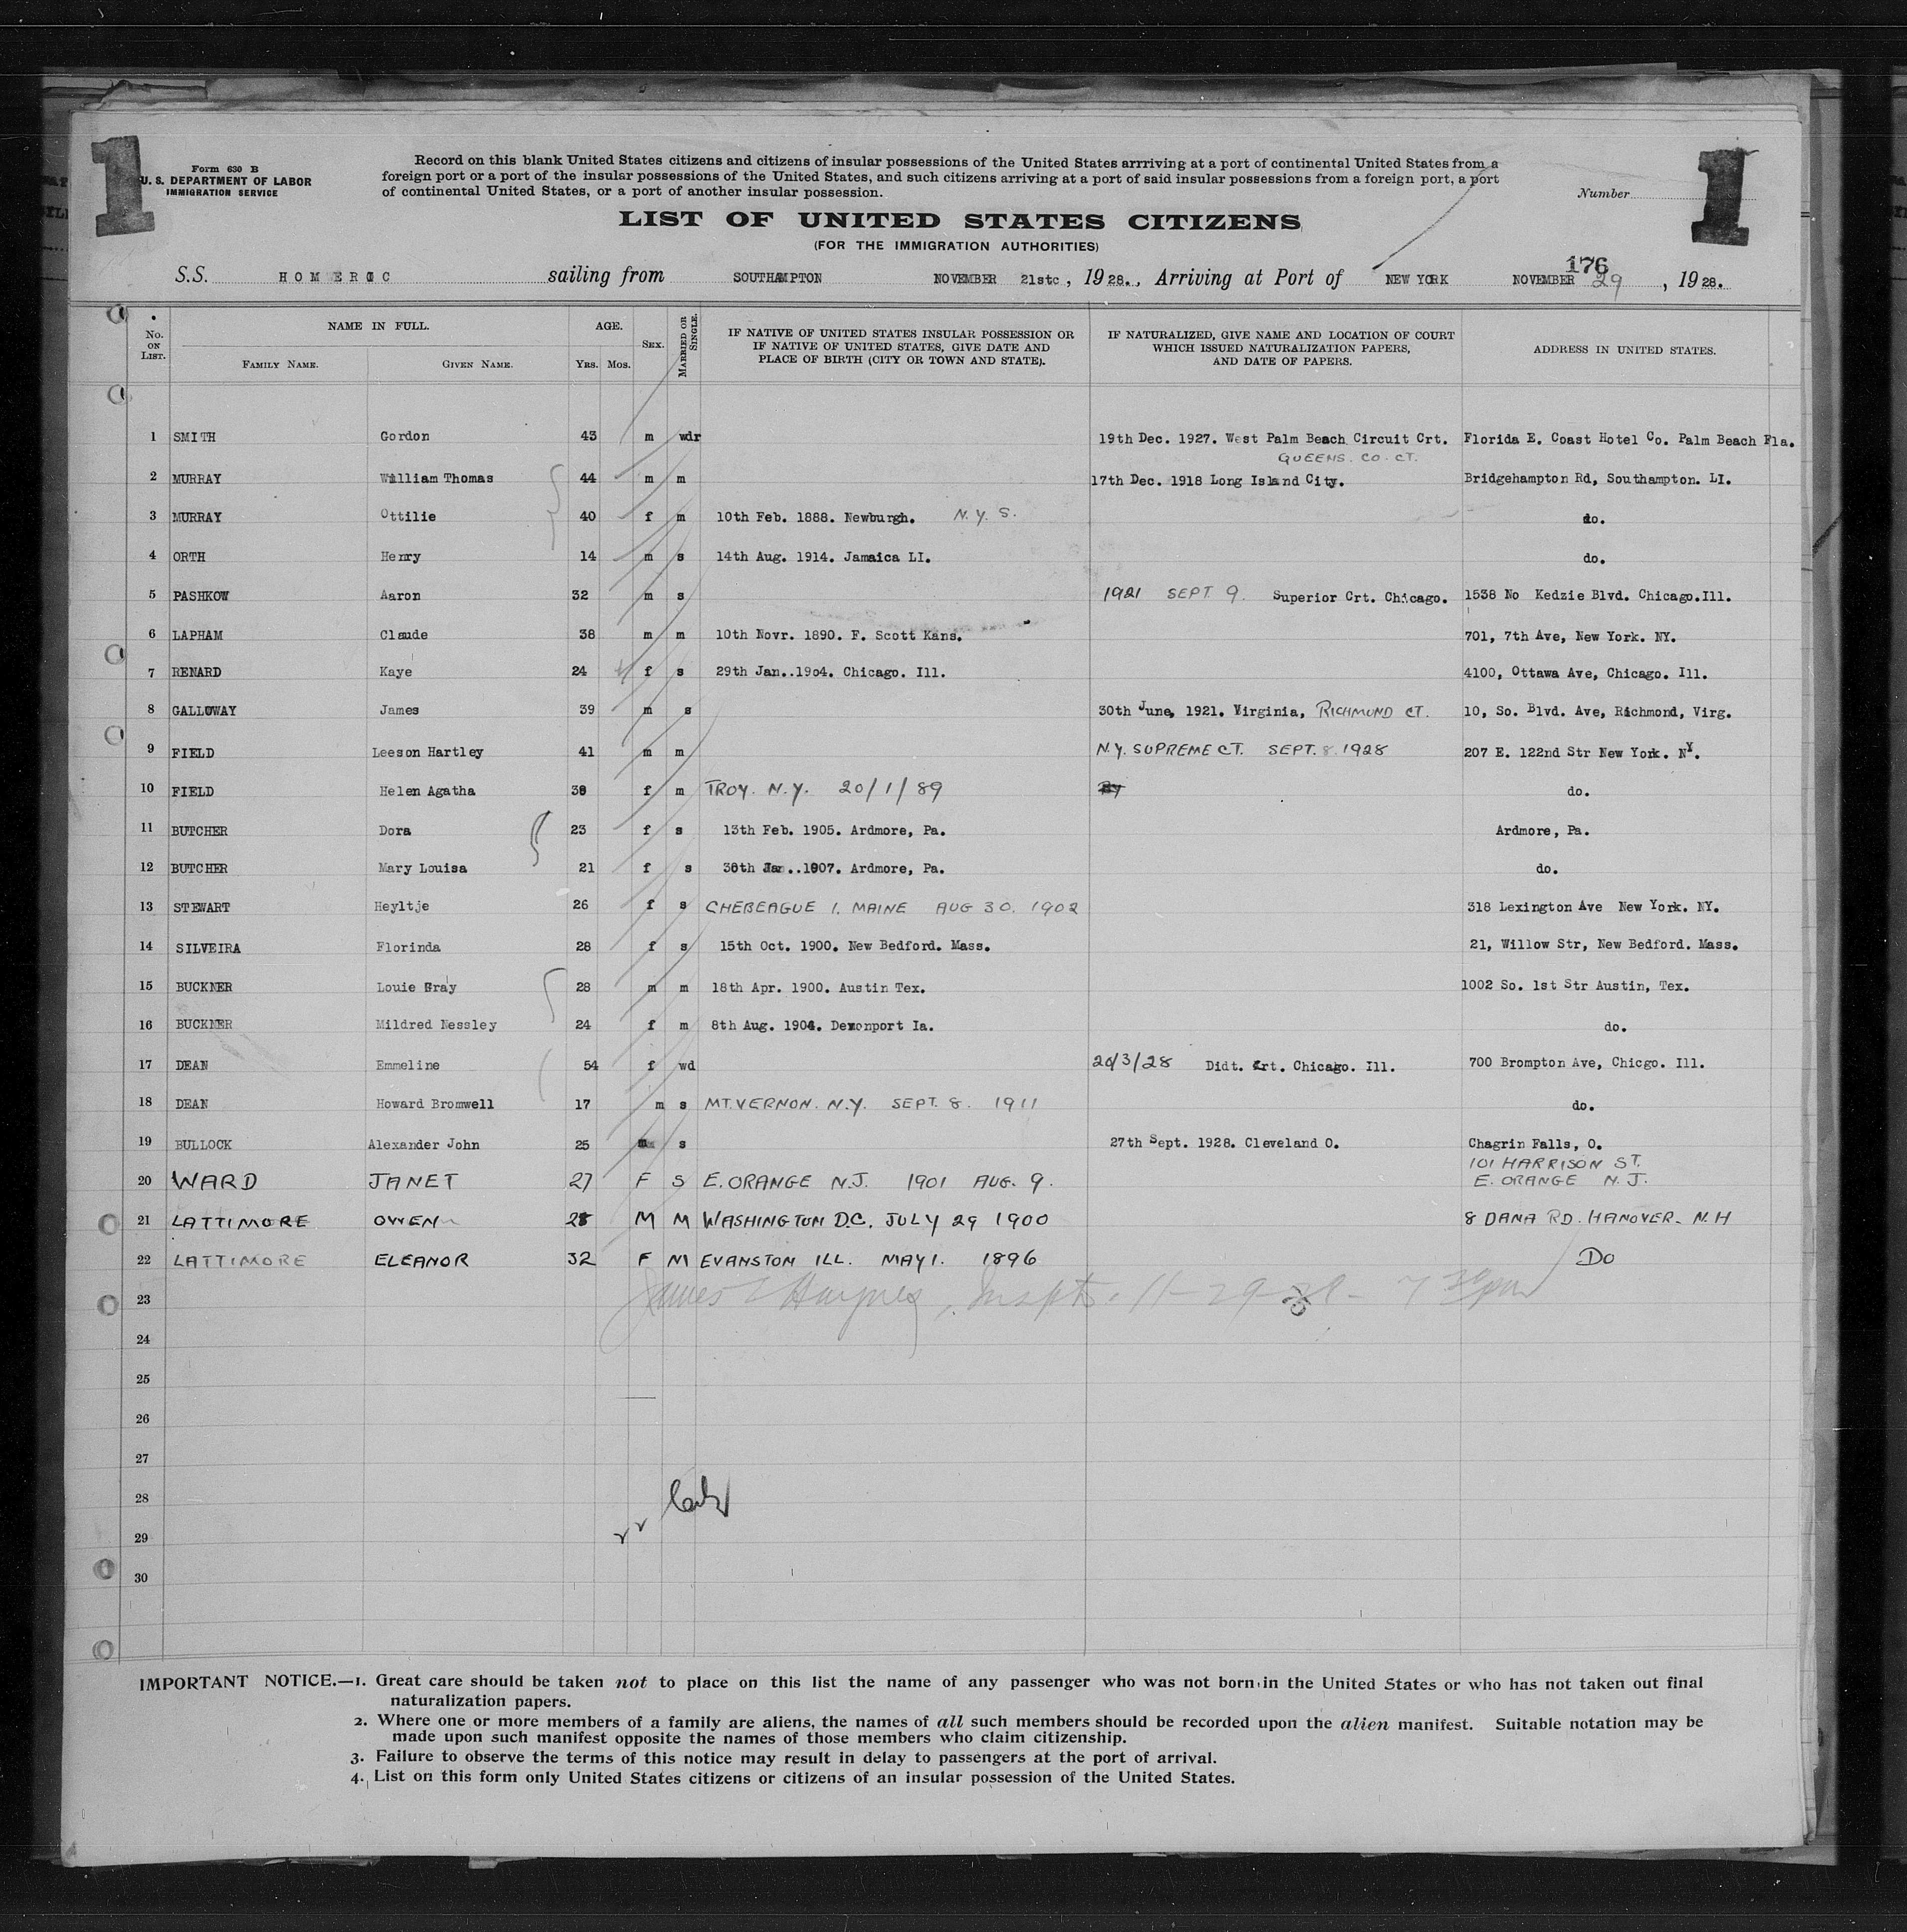 1
1
Form 630 B
U. S. DEPARTMENT OF LABOR
IMMIGRATION SERVICE
Record on this blank United States citizens and citizens of insular possessions of the United States arrriving at a port of continental United States from a
foreign port or a port of the insular possessions of the United States, and such citizens arriving at a port of said insular possessions from a foreign port, a port
of continental United States, or a port of another insular possession.
Number
LIST OF UNITED STATES CITIZENS
(FOR THE IMMIGRATION AUTHORITIES)
176
S.S. HOMERIC sailing from SOUTHAMPTON NOVEMBER 21stc, 1928., Arriving at Port of NEW YORK NOVEMBER 29, 1928.
No. ON LIST. NAME IN FULL. FAMILY NAME. GIVEN NAME. AGE. YRS. MOS. SEX. MARRIED OR SINGLE. IF NATIVE OF UNITED STATES INSULAR POSSESSION OR IF NATIVE OF UNITED STATES, GIVE DATE AND PLACE OF BIRTH (CITY OR TOWN AND STATE). IF NATURALIZED, GIVE NAME AND LOCATION OF COURT WHICH ISSUED NATURALIZATION PAPERS, AND DATE OF PAPERS. ADDRESS IN UNITED STATES.
1 SMITH Gordon 43 m wdr 19th Dec. 1927. West Palm Beach Circuit Crt. Florida E. Coast Hotel Co. Palm Beach Fla.
QUEENS. CO. CT.
2 MURRAY William Thomas 44 m m 17th Dec. 1918 Long Island City. Bridgehampton Rd, Southampton. LI.
3 MURRAY Ottilie 40 f m 10th Feb. 1888. Newburgh. N.Y.S. do.
4 ORTH Henry 14 m s 14th Aug. 1914. Jamaica LI. do.
5 PASHKOW Aaron 32 m s 1921 SEPT 9. Superior Crt. Chicago. 1538 No Kedzie Blvd. Chicago.Ill.
6 LAPHAM Claude 38 m m 10th Novr. 1890. F. Scott Kans. 701, 7th Ave, New York. NY.
7 RENARD Kaye 24 f s 29th Jan..1904. Chicago. Ill. 4100, Ottawa Ave, Chicago. Ill.
8 GALLOWAY James 39 m s 30th June, 1921. Virginia, RICHMOND CT. 10, So. Blvd. Ave, Richmond, Virg.
9 FIELD Leeson Hartley 41 m m N.Y. SUPREME CT. SEPT. 8. 1928 207 E. 122nd Str New York. NY.
10 FIELD Helen Agatha f m TROY. N.Y. 20/1/89 do.
11 BUTCHER Dora 23 f s 13th Feb. 1905. Ardmore, Pa. Ardmore, Pa.
12 BUTCHER Mary Louisa 21 f s 30th Jan..1907. Ardmore, Pa. do.
13 STEWART Heyltje 26 f s CHEBEAGUE I. MAINE AUG 30. 1902 318 Lexington Ave New York. NY.
14 SILVEIRA Florinda 28 f s 15th Oct. 1900. New Bedford. Mass. 21, Willow Str, New Bedford. Mass.
15 BUCKNER Louie Gray 28 m m 18th Apr. 1900. Austin Tex. 1002 So. 1st Str Austin, Tex.
16 BUCKNER Mildred Nessley 24 f m 8th Aug. 1904. Devonport Ia. do.
17 DEAN Emmeline 54 f wd 20/3/28 Didt. Crt. Chicago. Ill. 700 Brompton Ave, Chicgo. Ill.
18 DEAN Howard Bromwell 17 m s MT. VERNON. N.Y. SEPT. 8. 1911 do.
19 BULLOCK Alexander John 25 m s 27th Sept. 1928. Cleveland O. Chagrin Falls, O.
101 HARRISON ST.
20 WARD JANET 27 F S E. ORANGE N.J. 1901 AUG. 9. E. ORANGE N.J.
21 LATTIMORE OWEN 28 M M WASHINGTON D.C. JULY 29 1900 8 DANA RD. HANOVER. N.H
22 LATTIMORE ELEANOR 32 F M EVANSTON ILL. MAY 1. 1896 DO
23
24
25
26
27
28
29
30
IMPORTANT NOTICE.—1. Great care should be taken not to place on this list the name of any passenger who was not born in the United States or who has not taken out final
naturalization papers.
2. Where one or more members of a family are aliens, the names of all such members should be recorded upon the alien manifest. Suitable notation may be
made upon such manifest opposite the names of those members who claim citizenship.
3. Failure to observe the terms of this notice may result in delay to passengers at the port of arrival.
4. List on this form only United States citizens or citizens of an insular possession of the United States.